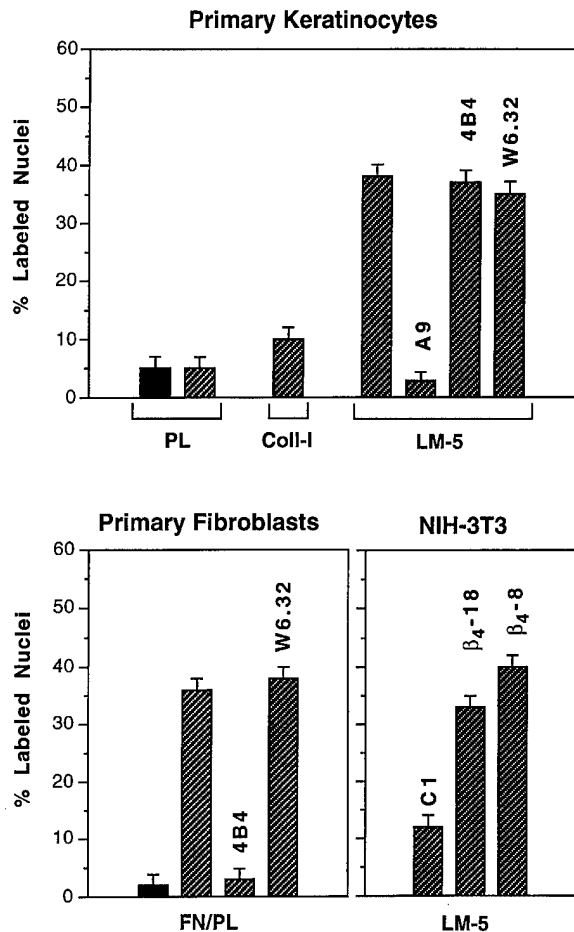 Primary Keratinocytes
% Labeled Nuclei
60
50
40
30
20
10
0
A9
4B4
W6.32
PL
Coll-I
LM-5
Primary Fibroblasts
NIH-3T3
% Labeled Nuclei
60
50
40
30
20
10
0
4B4
W6.32
C1
β4-18
β4-8
FN/PL
LM-5